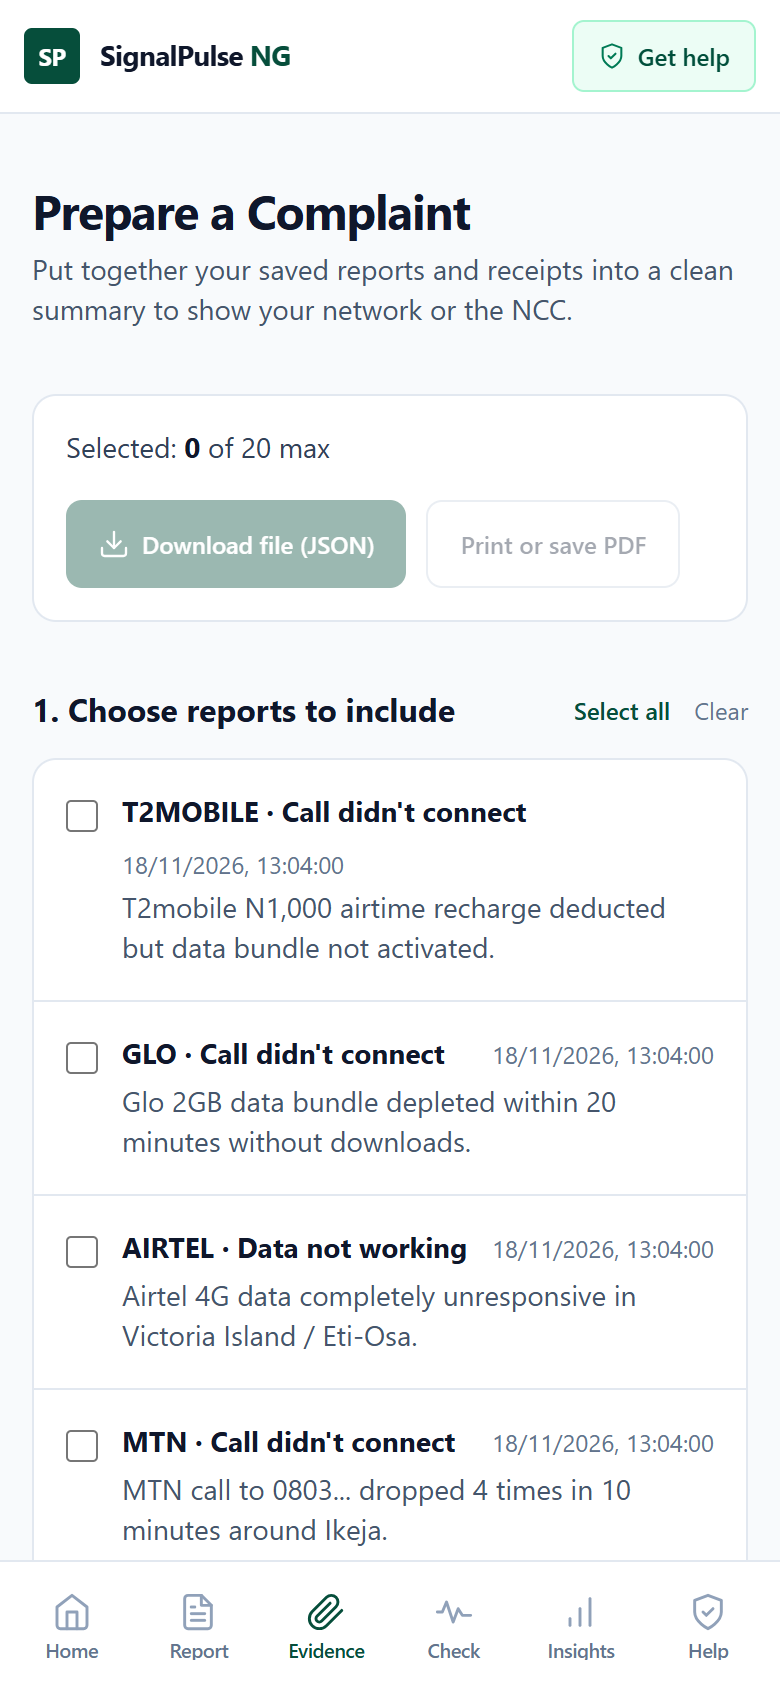 SP
SignalPulse NG
Get help
Prepare a Complaint
Put together your saved reports and receipts into a clean
summary to show your network or the NCC.
Selected: 0 of 20 max
Download file (JSON)
Print or save PDF
1. Choose reports to include
Select all
Clear
T2MOBILE · Call didn't connect
18/11/2026, 13:04:00
T2mobile N1,000 airtime recharge deducted
but data bundle not activated.
GLO · Call didn't connect
18/11/2026, 13:04:00
Glo 2GB data bundle depleted within 20
minutes without downloads.
AIRTEL · Data not working
18/11/2026, 13:04:00
Airtel 4G data completely unresponsive in
Victoria Island / Eti-Osa.
MTN · Call didn't connect
18/11/2026, 13:04:00
MTN call to 0803... dropped 4 times in 10
minutes around Ikeja.
Home
Report
Evidence
Check
Insights
Help